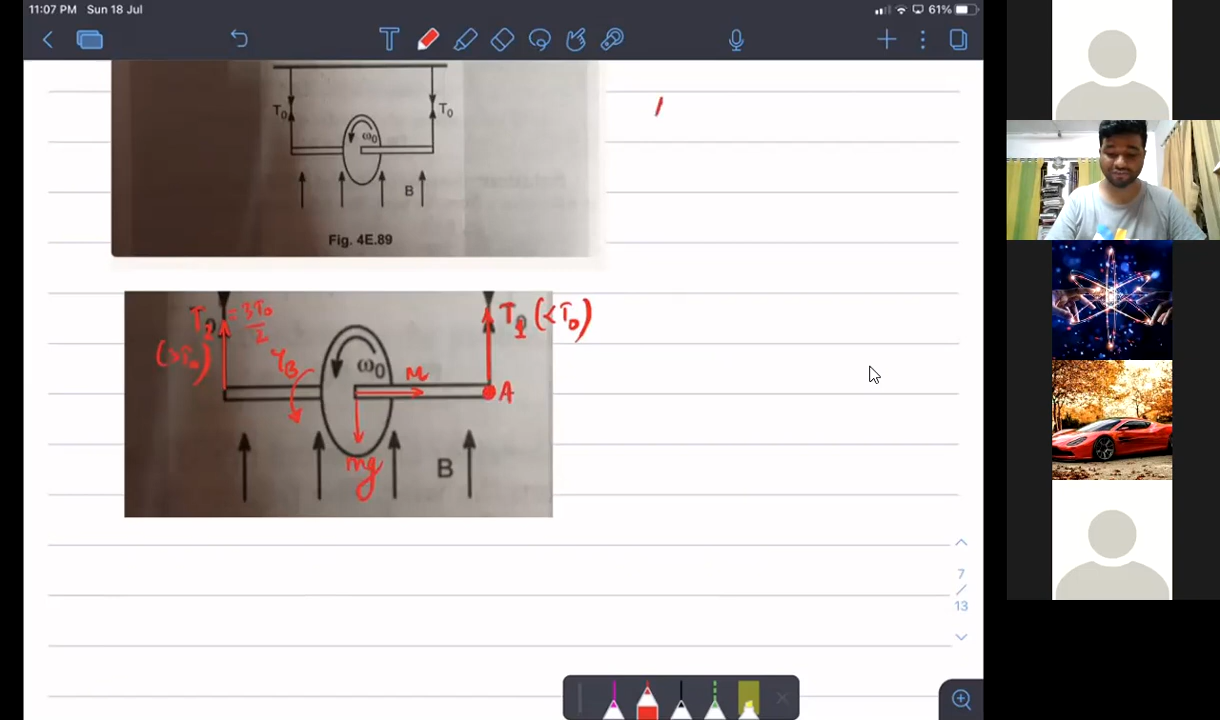 11:07 PM Sun 18 Jul
61%
T₀
T₀
ω₀
B
Fig. 4E.89
T₂ = 3T₀/2
(>T₀)
T₁ (<T₀)
τB
ω₀
M
A
mg
B
7
/
13